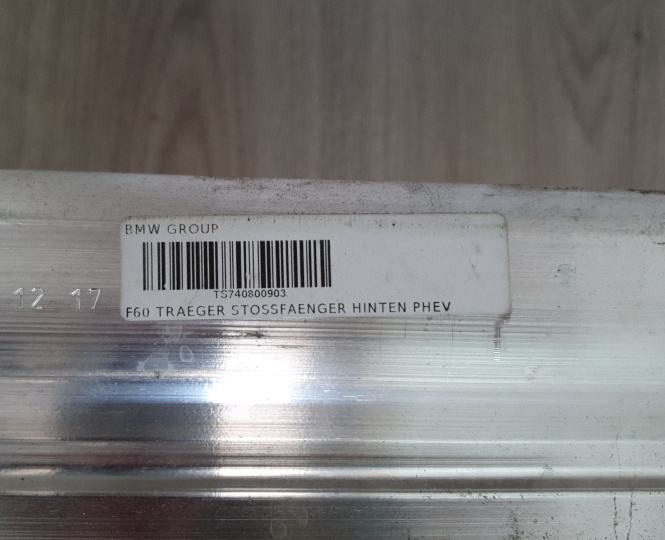 BMW GROUP
TS740800903
12 17
F60 TRAEGER STOSSFAENGER HINTEN PHEV